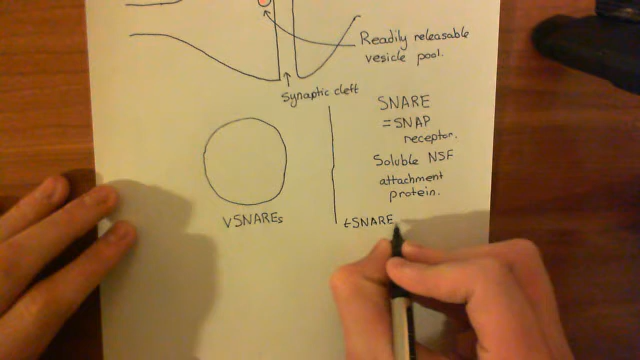 Readily releasable
vesicle pool.
Synaptic cleft
SNARE
= SNAP
receptor.
Soluble NSF
attachment
protein.
VSNAREs
tSNARE